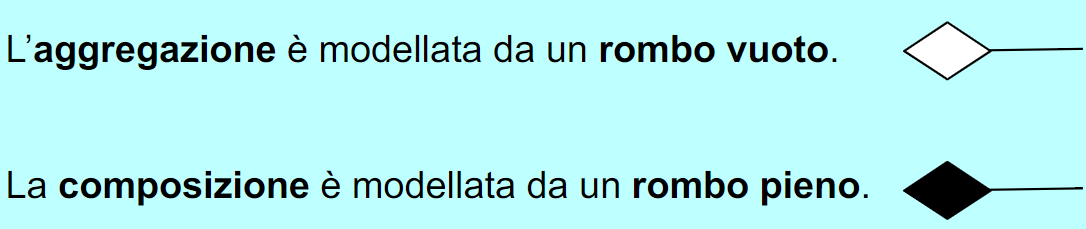 L’aggregazione è modellata da un rombo vuoto.
La composizione è modellata da un rombo pieno.